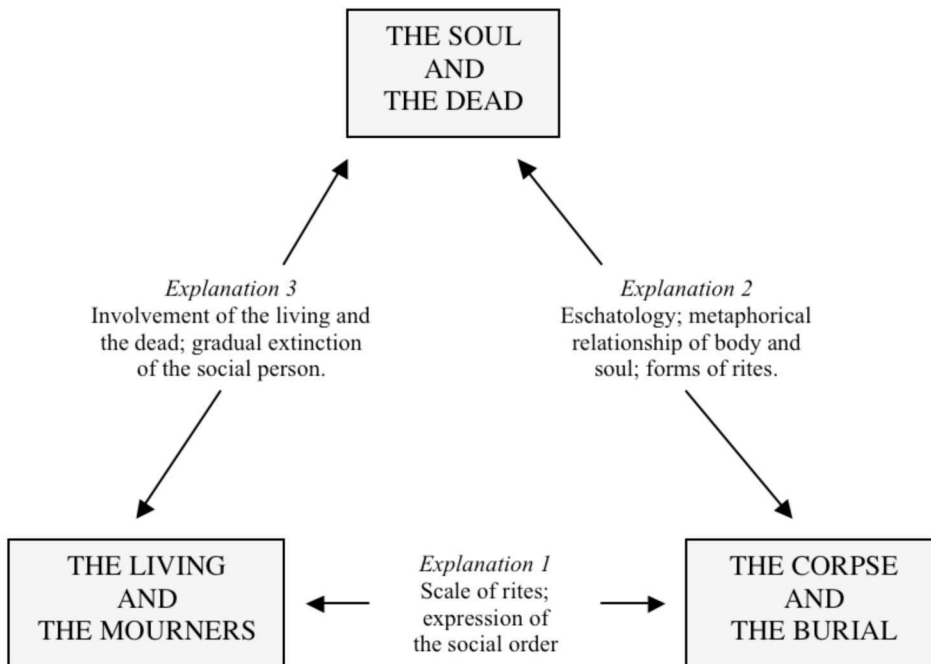 THE SOUL
AND
THE DEAD
Explanation 3
Involvement of the living and
the dead; gradual extinction
of the social person.
Explanation 2
Eschatology; metaphorical
relationship of body and
soul; forms of rites.
THE LIVING
AND
THE MOURNERS
Explanation 1
Scale of rites;
expression of
the social order
THE CORPSE
AND
THE BURIAL